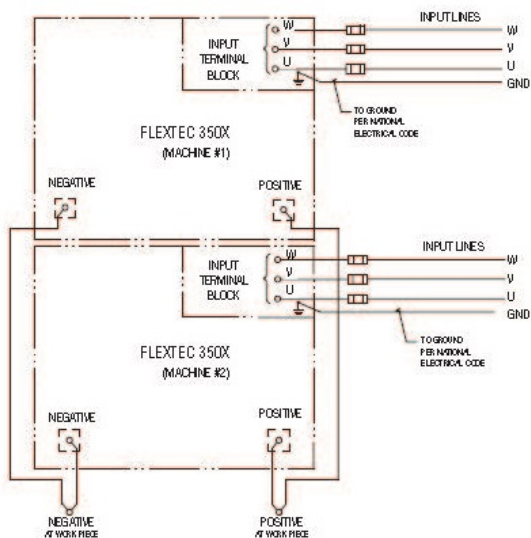 INPUT LINES
W
W
INPUT
TERMINAL
BLOCK
V
V
U
U
GND
TO GROUND
PER NATIONAL
ELECTRICAL CODE
FLEXTEC 350X
(MACHINE #1)
NEGATIVE
POSITIVE
INPUT LINES
W
W
INPUT
TERMINAL
BLOCK
V
V
U
U
GND
TO GROUND
PER NATIONAL
ELECTRICAL CODE
FLEXTEC 350X
(MACHINE #2)
NEGATIVE
POSITIVE
NEGATIVE
AT WORK PIECE
POSITIVE
AT WORK PIECE